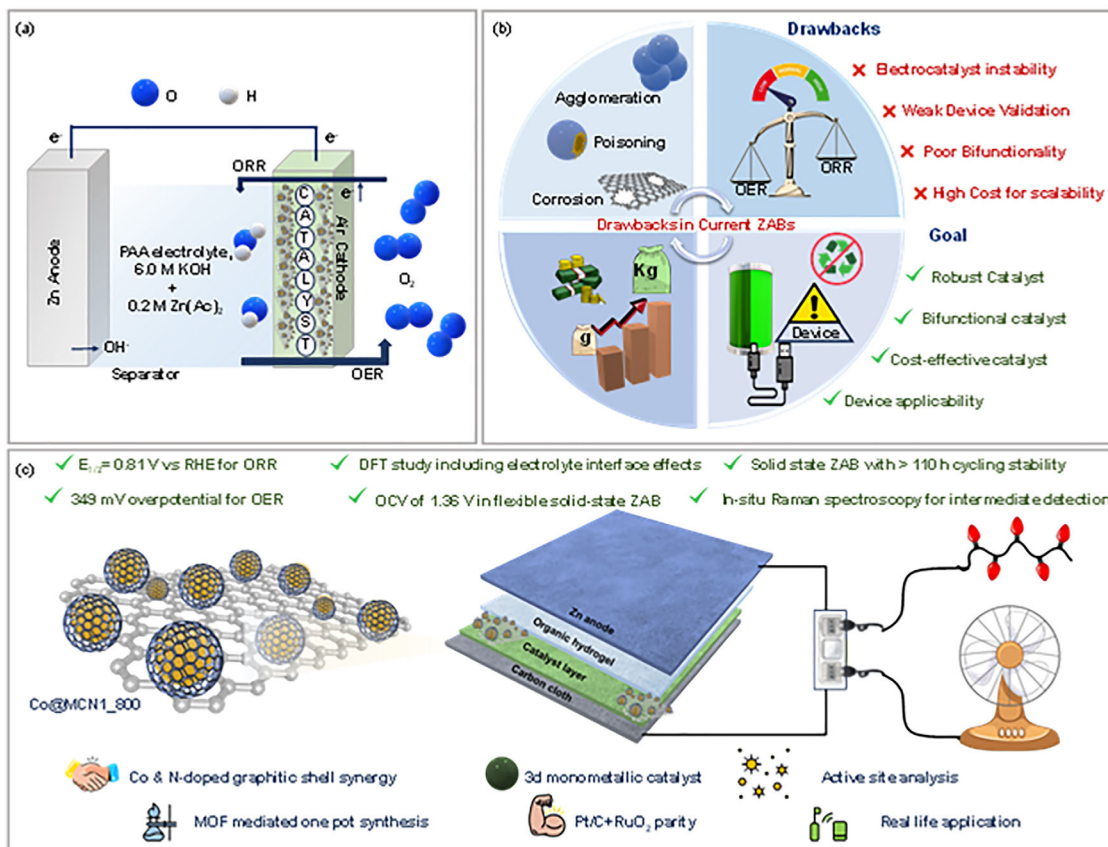 (a)
O
H
e-
e-
ORR
e-
Zn Anode
PAA electrolyte,
6.0 M KOH
+
0.2 M Zn(Ac)₂
CATALYST
Air Cathode
O₂
OH-
Separator
OER
(b)
Agglomeration
Poisoning
Corrosion
OER
ORR
Drawbacks in Current ZABs
Kg
g
Device
Drawbacks
Electrocatalyst instability
Weak Device Validation
Poor Bifunctionality
High Cost for scalability
Goal
Robust Catalyst
Bifunctional catalyst
Cost-effective catalyst
Device applicability
(c)
E1/2= 0.81 V vs RHE for ORR
DFT study including electrolyte interface effects
Solid state ZAB with > 110 h cycling stability
349 mV overpotential for OER
OCV of 1.36 V in flexible solid-state ZAB
In-situ Raman spectroscopy for intermediate detection
Zn anode
Organic hydrogel
Catalyst layer
Carbon cloth
Co@MCN1_800
Co & N-doped graphitic shell synergy
3d monometallic catalyst
Active site analysis
MOF mediated one pot synthesis
Pt/C+RuO₂ parity
Real life application